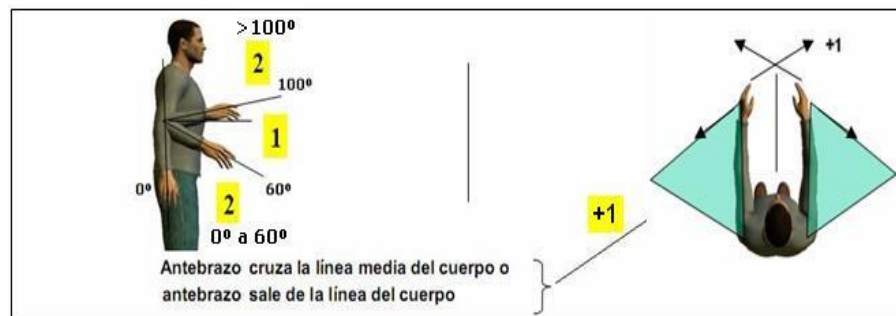 >100º
2
100º
1
0º
60º
2
0º a 60º
+1
+1
Antebrazo cruza la línea media del cuerpo o
antebrazo sale de la línea del cuerpo